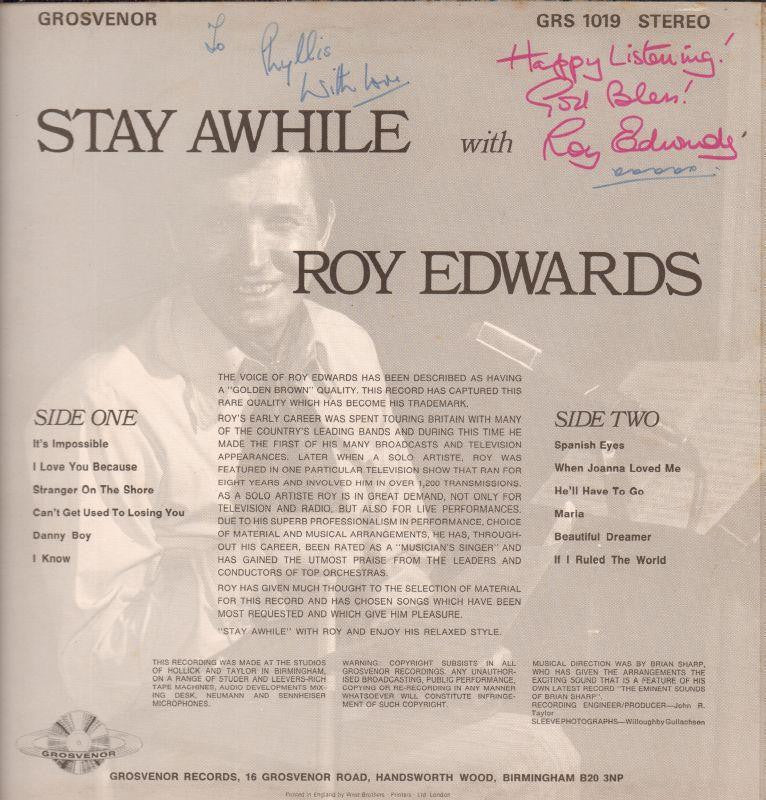 GROSVENOR
GRS 1019 STEREO
To Phyllis
With Love
Happy Listening!
God Bless!
Roy Edwards
STAY AWHILE with
ROY EDWARDS
THE VOICE OF ROY EDWARDS HAS BEEN DESCRIBED AS HAVING
A "GOLDEN BROWN" QUALITY. THIS RECORD HAS CAPTURED THIS
RARE QUALITY WHICH HAS BECOME HIS TRADEMARK.
SIDE ONE
It's Impossible
I Love You Because
Stranger On The Shore
Can't Get Used To Losing You
Danny Boy
I Know
ROY'S EARLY CAREER WAS SPENT TOURING BRITAIN WITH MANY
OF THE COUNTRY'S LEADING BANDS AND DURING THIS TIME HE
MADE THE FIRST OF HIS MANY BROADCASTS AND TELEVISION
APPEARANCES. LATER WHEN A SOLO ARTISTE, ROY WAS
FEATURED IN ONE PARTICULAR TELEVISION SHOW THAT RAN FOR
EIGHT YEARS AND INVOLVED HIM IN OVER 1,200 TRANSMISSIONS.
AS A SOLO ARTISTE ROY IS IN GREAT DEMAND, NOT ONLY FOR
TELEVISION AND RADIO, BUT ALSO FOR LIVE PERFORMANCES.
DUE TO HIS SUPERB PROFESSIONALISM IN PERFORMANCE, CHOICE
OF MATERIAL AND MUSICAL ARRANGEMENTS, HE HAS, THROUGH-
OUT HIS CAREER, BEEN RATED AS A "MUSICIAN'S SINGER" AND
HAS GAINED THE UTMOST PRAISE FROM THE LEADERS AND
CONDUCTORS OF TOP ORCHESTRAS.
ROY HAS GIVEN MUCH THOUGHT TO THE SELECTION OF MATERIAL
FOR THIS RECORD AND HAS CHOSEN SONGS WHICH HAVE BEEN
MOST REQUESTED AND WHICH GIVE HIM PLEASURE.
"STAY AWHILE" WITH ROY AND ENJOY HIS RELAXED STYLE.
SIDE TWO
Spanish Eyes
When Joanna Loved Me
He'll Have To Go
Maria
Beautiful Dreamer
If I Ruled The World
THIS RECORDING WAS MADE AT THE STUDIOS
OF HOLLICK AND TAYLOR IN BIRMINGHAM,
ON A RANGE OF STUDER AND LEEVERS-RICH
TAPE MACHINES, AUDIO DEVELOPMENTS MIX-
ING DESK, NEUMANN AND SENNHEISER
MICROPHONES.
WARNING: COPYRIGHT SUBSISTS IN ALL
GROSVENOR RECORDINGS. ANY UNAUTHOR-
ISED BROADCASTING, PUBLIC PERFORMANCE,
COPYING OR RE-RECORDING IN ANY MANNER
WHATSOEVER WILL CONSTITUTE INFRINGE-
MENT OF SUCH COPYRIGHT.
MUSICAL DIRECTION WAS BY BRIAN SHARP,
WHO HAS GIVEN THE ARRANGEMENTS THE
EXCITING SOUND THAT IS A FEATURE OF HIS
OWN LATEST RECORD "THE EMINENT SOUNDS
OF BRIAN SHARP".
RECORDING ENGINEER/PRODUCER—John R.
Taylor
SLEEVE PHOTOGRAPHS—Willoughby Gullachsen
GROSVENOR
GROSVENOR RECORDS, 16 GROSVENOR ROAD, HANDSWORTH WOOD, BIRMINGHAM B20 3NP
Printed in England by West Brothers · Printers · Ltd · London